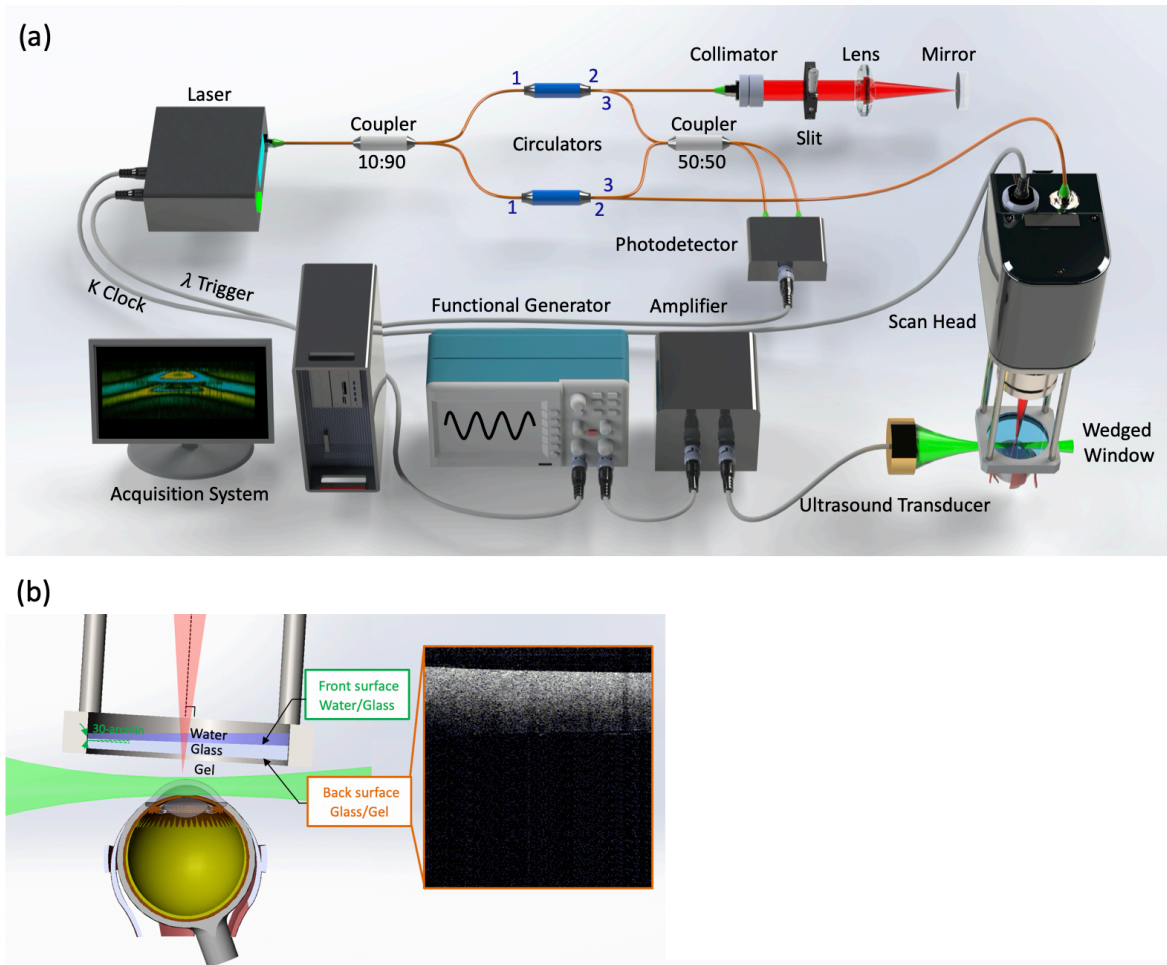 (a)
Laser
Coupler
10:90
1
2
3
Circulators
3
1
2
Coupler
50:50
Collimator
Lens
Mirror
Slit
Photodetector
K Clock
λ Trigger
Functional Generator
Amplifier
Scan Head
Acquisition System
Ultrasound Transducer
Wedged
Window
(b)
30-arcmin
Water
Glass
Gel
Front surface
Water/Glass
Back surface
Glass/Gel